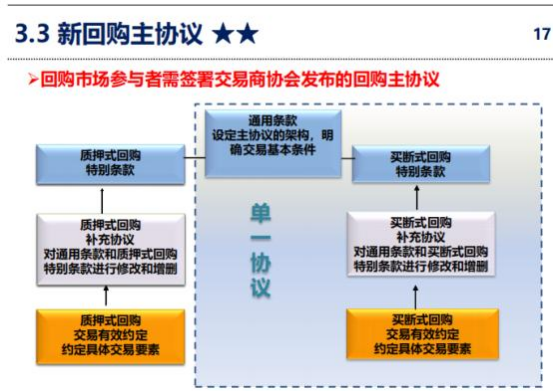 3.3 新回购主协议 ★★
17
➢回购市场参与者需签署交易商协会发布的回购主协议
通用条款
设定主协议的架构，明
确交易基本条件
质押式回购
特别条款
买断式回购
特别条款
单
一
协
议
质押式回购
补充协议
对通用条款和质押式回购
特别条款进行修改和增删
买断式回购
补充协议
对通用条款和买断式回购
特别条款进行修改和增删
质押式回购
交易有效约定
约定具体交易要素
买断式回购
交易有效约定
约定具体交易要素